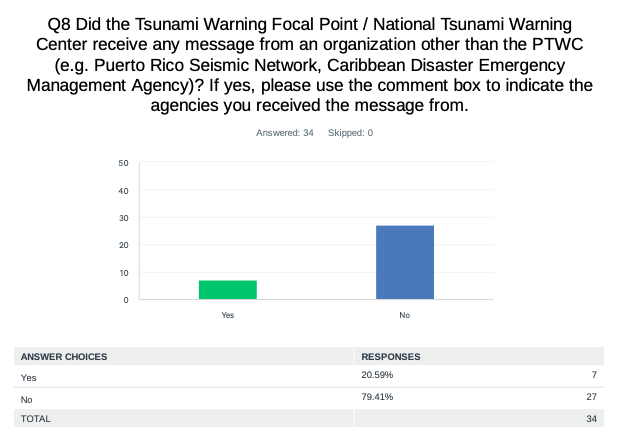 Q8 Did the Tsunami Warning Focal Point / National Tsunami Warning
Center receive any message from an organization other than the PTWC
(e.g. Puerto Rico Seismic Network, Caribbean Disaster Emergency
Management Agency)? If yes, please use the comment box to indicate the
agencies you received the message from.
Answered: 34 Skipped: 0
50
40
30
20
10
0
Yes No
ANSWER CHOICES RESPONSES
Yes 20.59% 7
No 79.41% 27
TOTAL 34